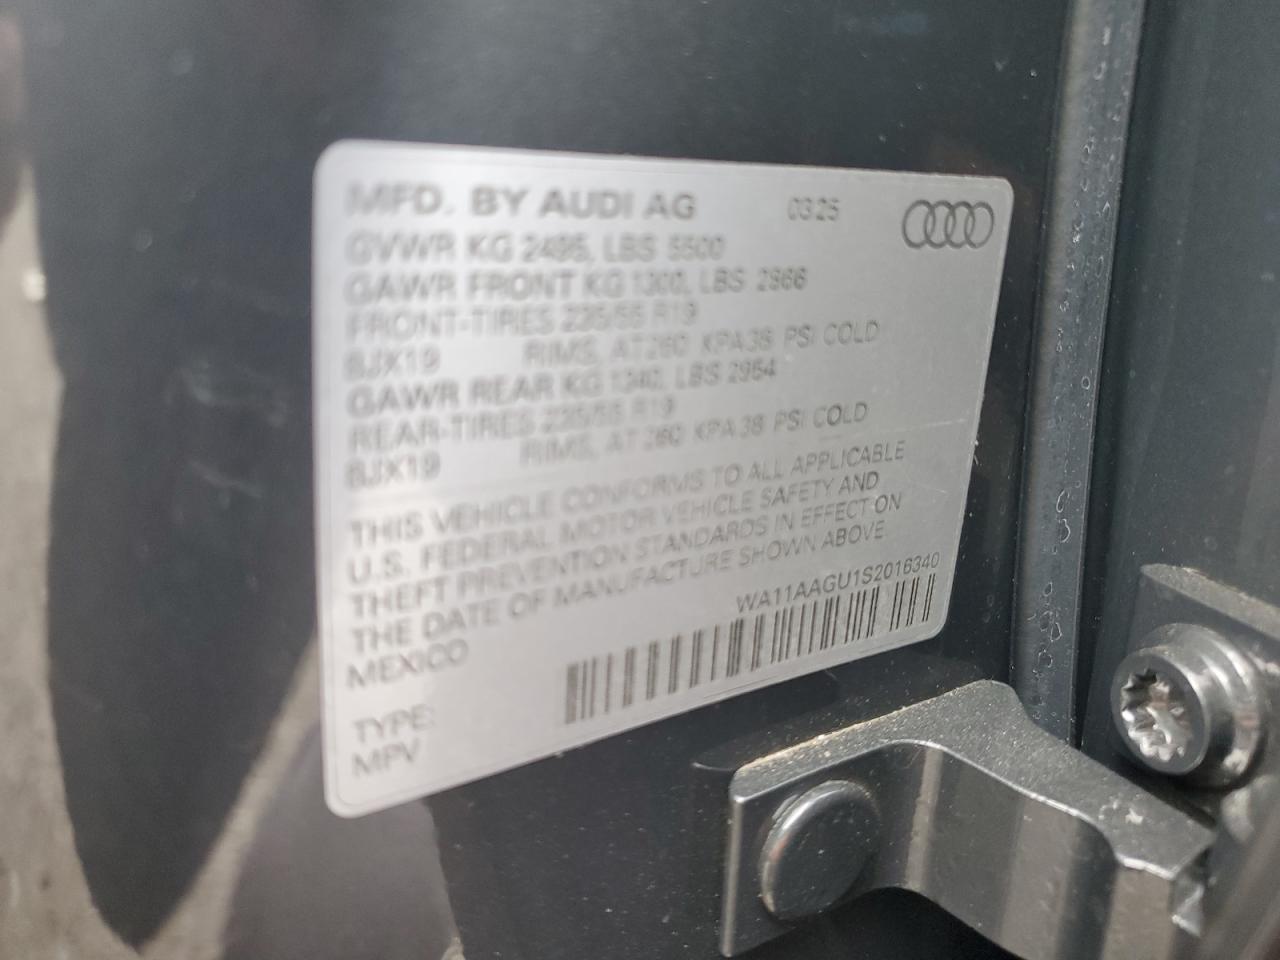 MFD. BY AUDI AG 03 25
GVWR KG 2495, LBS 5500
GAWR FRONT KG 1300, LBS 2866
FRONT-TIRES 235/55 R19
8JX19 RIMS, AT 260 KPA 38 PSI COLD
GAWR REAR KG 1340, LBS 2954
REAR-TIRES 235/55 R19
8JX19 RIMS, AT 260 KPA 38 PSI COLD
THIS VEHICLE CONFORMS TO ALL APPLICABLE
U.S. FEDERAL MOTOR VEHICLE SAFETY AND
THEFT PREVENTION STANDARDS IN EFFECT ON
THE DATE OF MANUFACTURE SHOWN ABOVE.
MEXICO WA11AAGU1S2016340
TYPE:
MPV